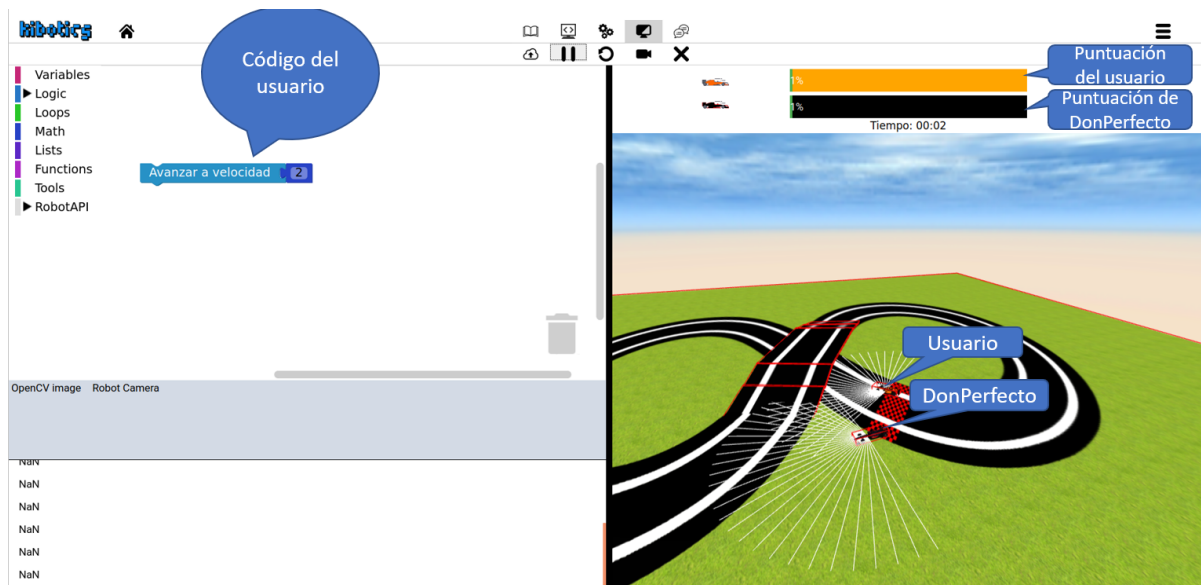 kibotics
Código del
usuario
Variables
Logic
Loops
Math
Lists
Functions
Tools
RobotAPI
Avanzar a velocidad 2
OpenCV image Robot Camera
NaN
NaN
NaN
NaN
NaN
NaN
1%
Puntuación
del usuario
1%
Puntuación de
DonPerfecto
Tiempo: 00:02
Usuario
DonPerfecto